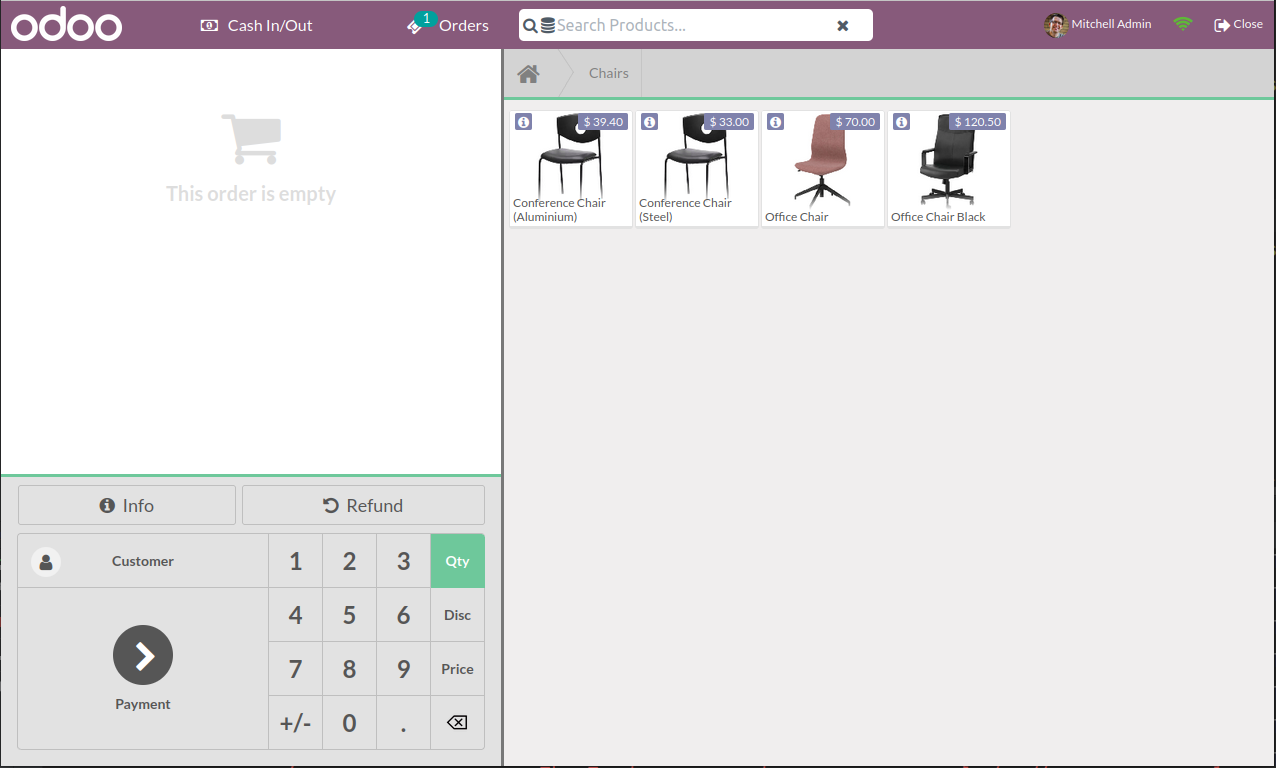 odoo
Cash In/Out
1
Orders
Search Products...
Mitchell Admin
Close
This order is empty
Chairs
$ 39.40
Conference Chair
(Aluminium)
$ 33.00
Conference Chair
(Steel)
$ 70.00
Office Chair
$ 120.50
Office Chair Black
Info
Refund
Customer
1
2
3
Qty
4
5
6
Disc
7
8
9
Price
+/-
0
.
Payment